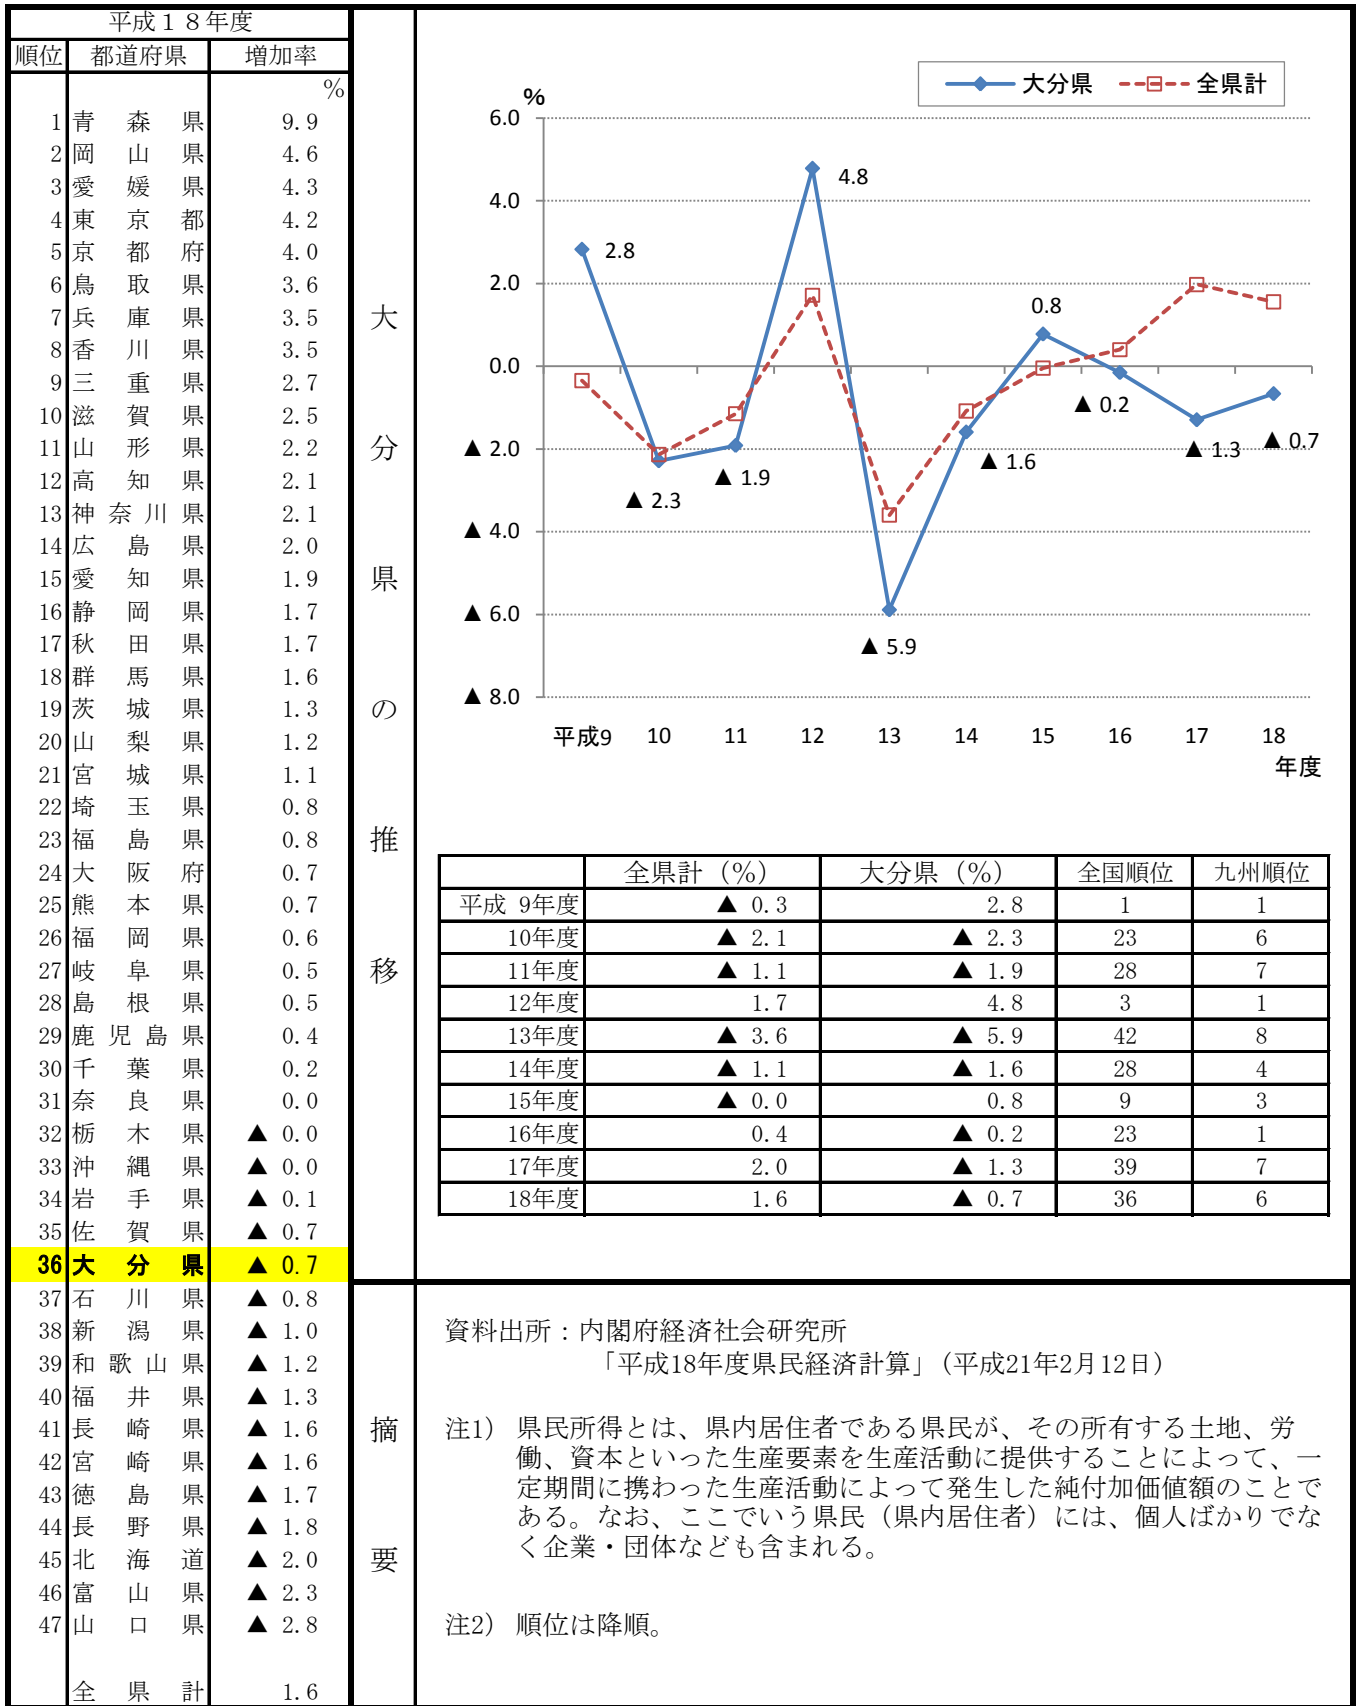 平成１８年度
順位 都道府県 増加率
%
1 青森県 9.9
2 岡山県 4.6
3 愛媛県 4.3
4 東京都 4.2
5 京都府 4.0
6 鳥取県 3.6
7 兵庫県 3.5
8 香川県 3.5
9 三重県 2.7
10 滋賀県 2.5
11 山形県 2.2
12 高知県 2.1
13 神奈川県 2.1
14 広島県 2.0
15 愛知県 1.9
16 静岡県 1.7
17 秋田県 1.7
18 群馬県 1.6
19 茨城県 1.3
20 山梨県 1.2
21 宮城県 1.1
22 埼玉県 0.8
23 福島県 0.8
24 大阪府 0.7
25 熊本県 0.7
26 福岡県 0.6
27 岐阜県 0.5
28 島根県 0.5
29 鹿児島県 0.4
30 千葉県 0.2
31 奈良県 0.0
32 栃木県 ▲ 0.0
33 沖縄県 ▲ 0.0
34 岩手県 ▲ 0.1
35 佐賀県 ▲ 0.7
36 大分県 ▲ 0.7
37 石川県 ▲ 0.8
38 新潟県 ▲ 1.0
39 和歌山県 ▲ 1.2
40 福井県 ▲ 1.3
41 長崎県 ▲ 1.6
42 宮崎県 ▲ 1.6
43 徳島県 ▲ 1.7
44 長野県 ▲ 1.8
45 北海道 ▲ 2.0
46 富山県 ▲ 2.3
47 山口県 ▲ 2.8
全県計 1.6
大分県の推移
大分県 全県計
%
6.0
4.0
2.0
0.0
▲ 2.0
▲ 4.0
▲ 6.0
▲ 8.0
2.8
▲ 2.3
▲ 1.9
4.8
▲ 5.9
▲ 1.6
0.8
▲ 0.2
▲ 1.3
▲ 0.7
平成9 10 11 12 13 14 15 16 17 18
年度
全県計（%） 大分県（%） 全国順位 九州順位
平成 9年度 ▲ 0.3 2.8 1 1
10年度 ▲ 2.1 ▲ 2.3 23 6
11年度 ▲ 1.1 ▲ 1.9 28 7
12年度 1.7 4.8 3 1
13年度 ▲ 3.6 ▲ 5.9 42 8
14年度 ▲ 1.1 ▲ 1.6 28 4
15年度 ▲ 0.0 0.8 9 3
16年度 0.4 ▲ 0.2 23 1
17年度 2.0 ▲ 1.3 39 7
18年度 1.6 ▲ 0.7 36 6
摘要
資料出所：内閣府経済社会研究所
「平成18年度県民経済計算」（平成21年2月12日）
注1） 県民所得とは、県内居住者である県民が、その所有する土地、労
働、資本といった生産要素を生産活動に提供することによって、一
定期間に携わった生産活動によって発生した純付加価値額のことで
ある。なお、ここでいう県民（県内居住者）には、個人ばかりでな
く企業・団体なども含まれる。
注2） 順位は降順。